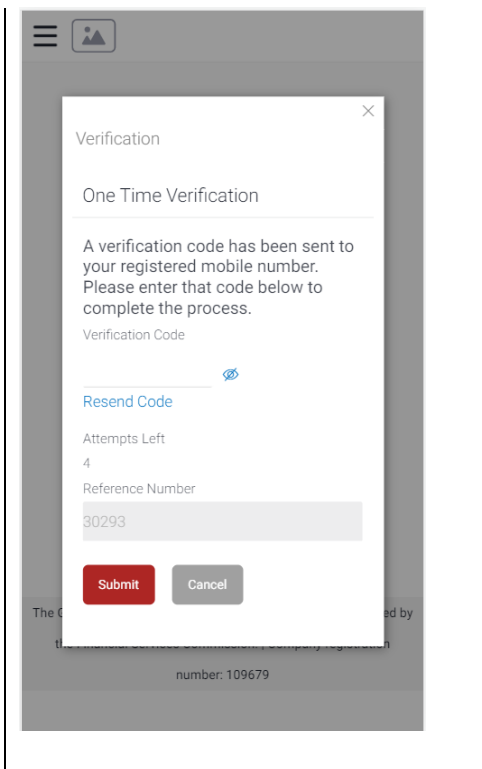 Verification
One Time Verification
A verification code has been sent to
your registered mobile number.
Please enter that code below to
complete the process.
Verification Code
Resend Code
Attempts Left
4
Reference Number
30293
Submit Cancel
The ed by
number: 109679